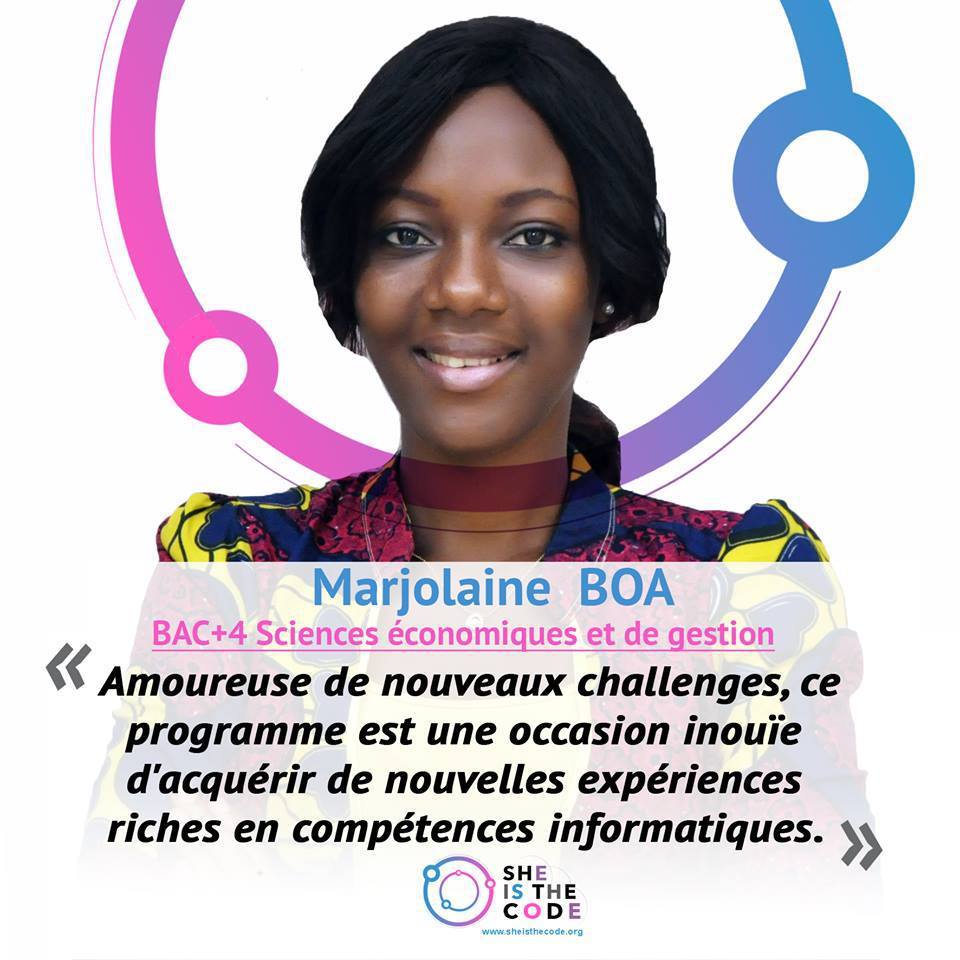 Marjolaine BOA
BAC+4 Sciences économiques et de gestion
« Amoureuse de nouveaux challenges, ce
programme est une occasion inouïe
d'acquérir de nouvelles expériences
riches en compétences informatiques. »
SHE
IS THE
CODE
www.sheisthecode.org